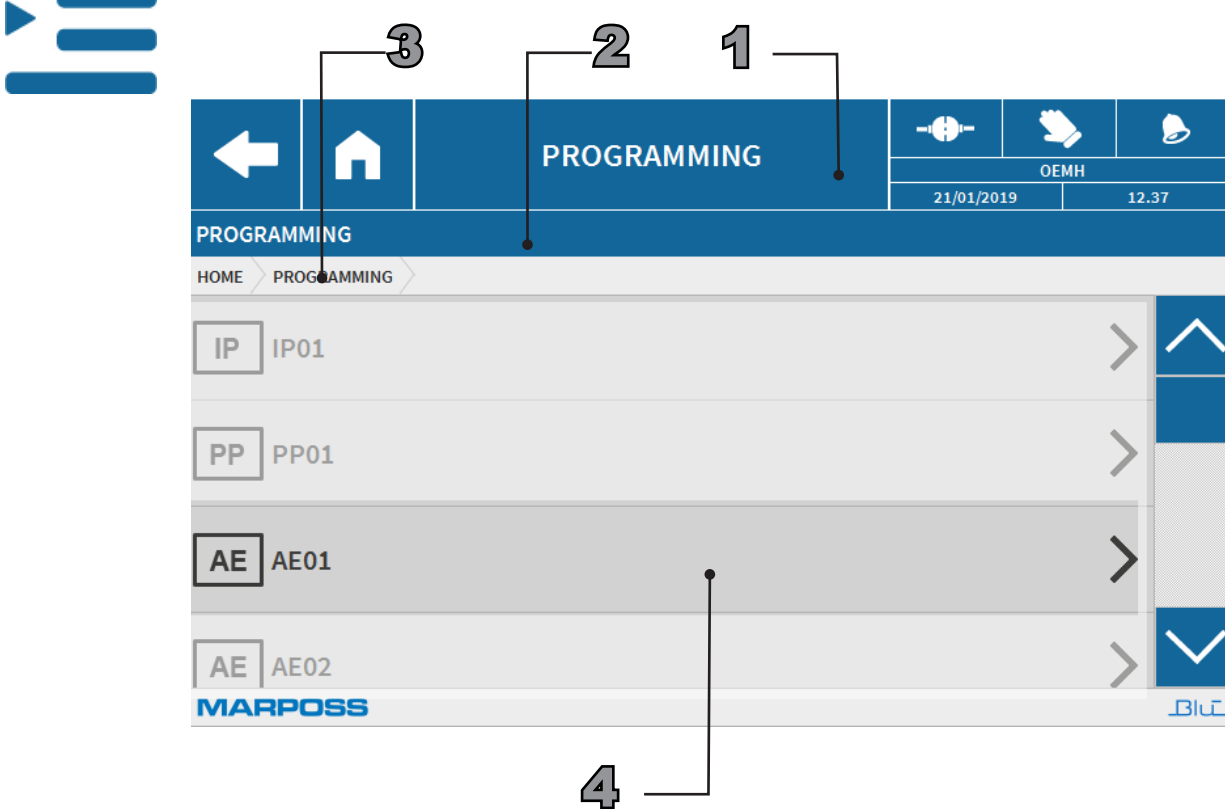 3 2 1
PROGRAMMING
OEMH
21/01/2019 12.37
PROGRAMMING
HOME PROGRAMMING
IP IP01
PP PP01
AE AE01
AE AE02
MARPOSS Blū
4